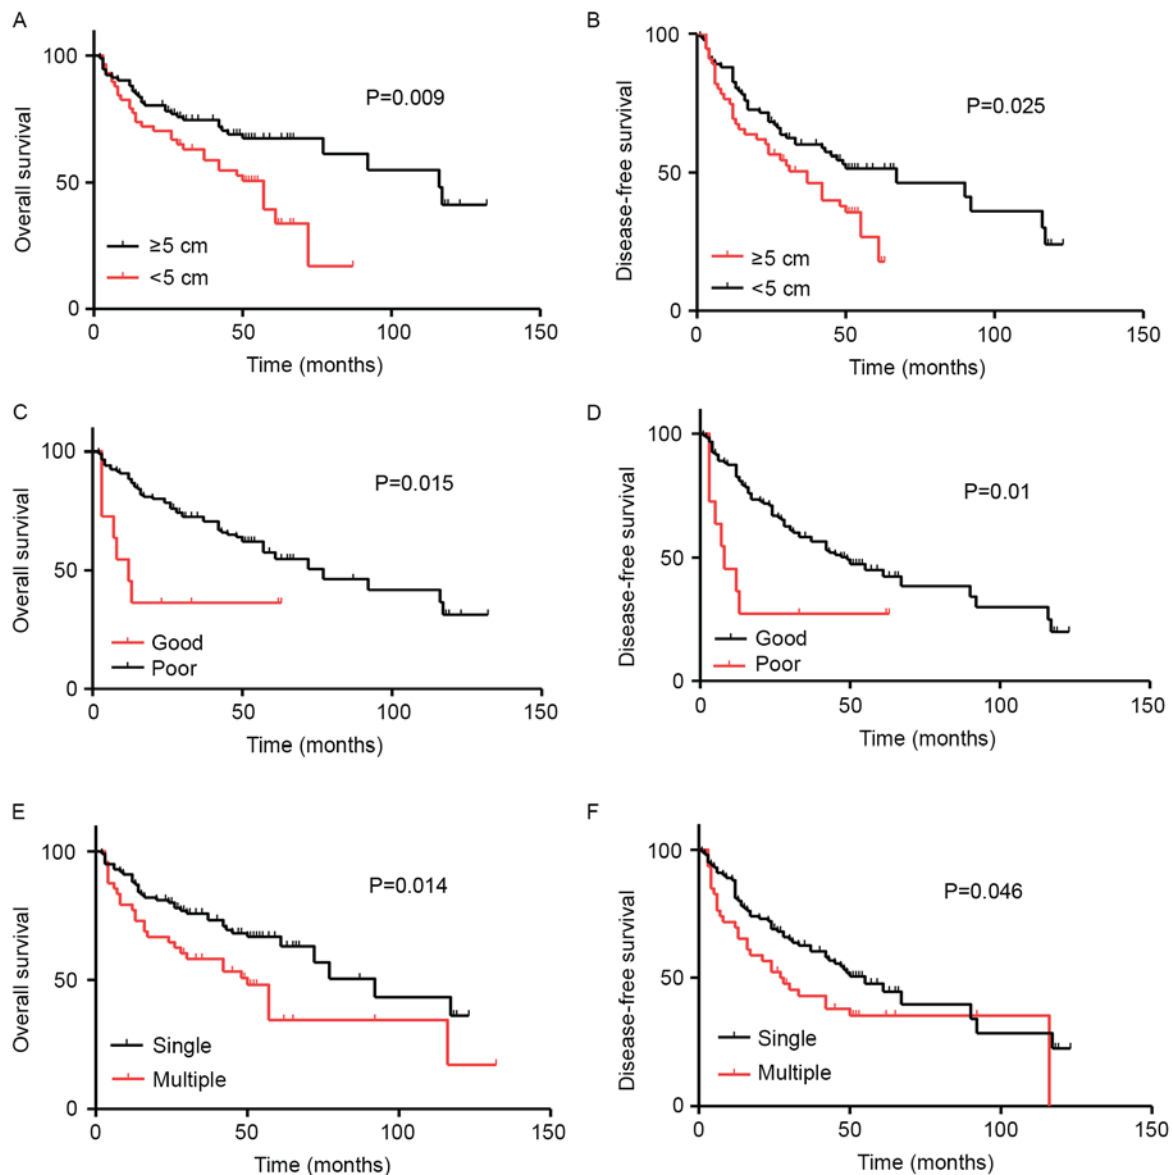 A
Overall survival
100
50
0
P=0.009
≥5 cm
<5 cm
0 50 100 150
Time (months)
B
Disease-free survival
100
50
0
P=0.025
≥5 cm
<5 cm
0 50 100 150
Time (months)
C
Overall survival
100
50
0
P=0.015
Good
Poor
0 50 100 150
Time (months)
D
Disease-free survival
100
50
0
P=0.01
Good
Poor
0 50 100 150
Time (months)
E
Overall survival
100
50
0
P=0.014
Single
Multiple
0 50 100 150
Time (months)
F
Disease-free survival
100
50
0
P=0.046
Single
Multiple
0 50 100 150
Time (months)